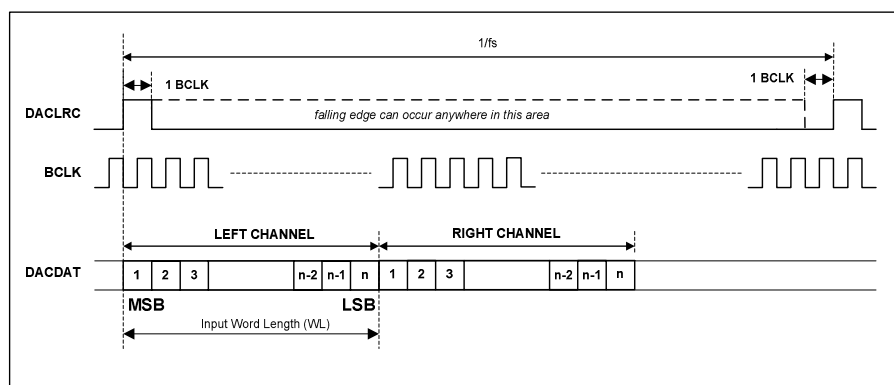 1/fs
1 BCLK
1 BCLK
DACLRC
falling edge can occur anywhere in this area
BCLK
LEFT CHANNEL RIGHT CHANNEL
DACDAT 1 2 3 n-2 n-1 n 1 2 3 n-2 n-1 n
MSB LSB
Input Word Length (WL)